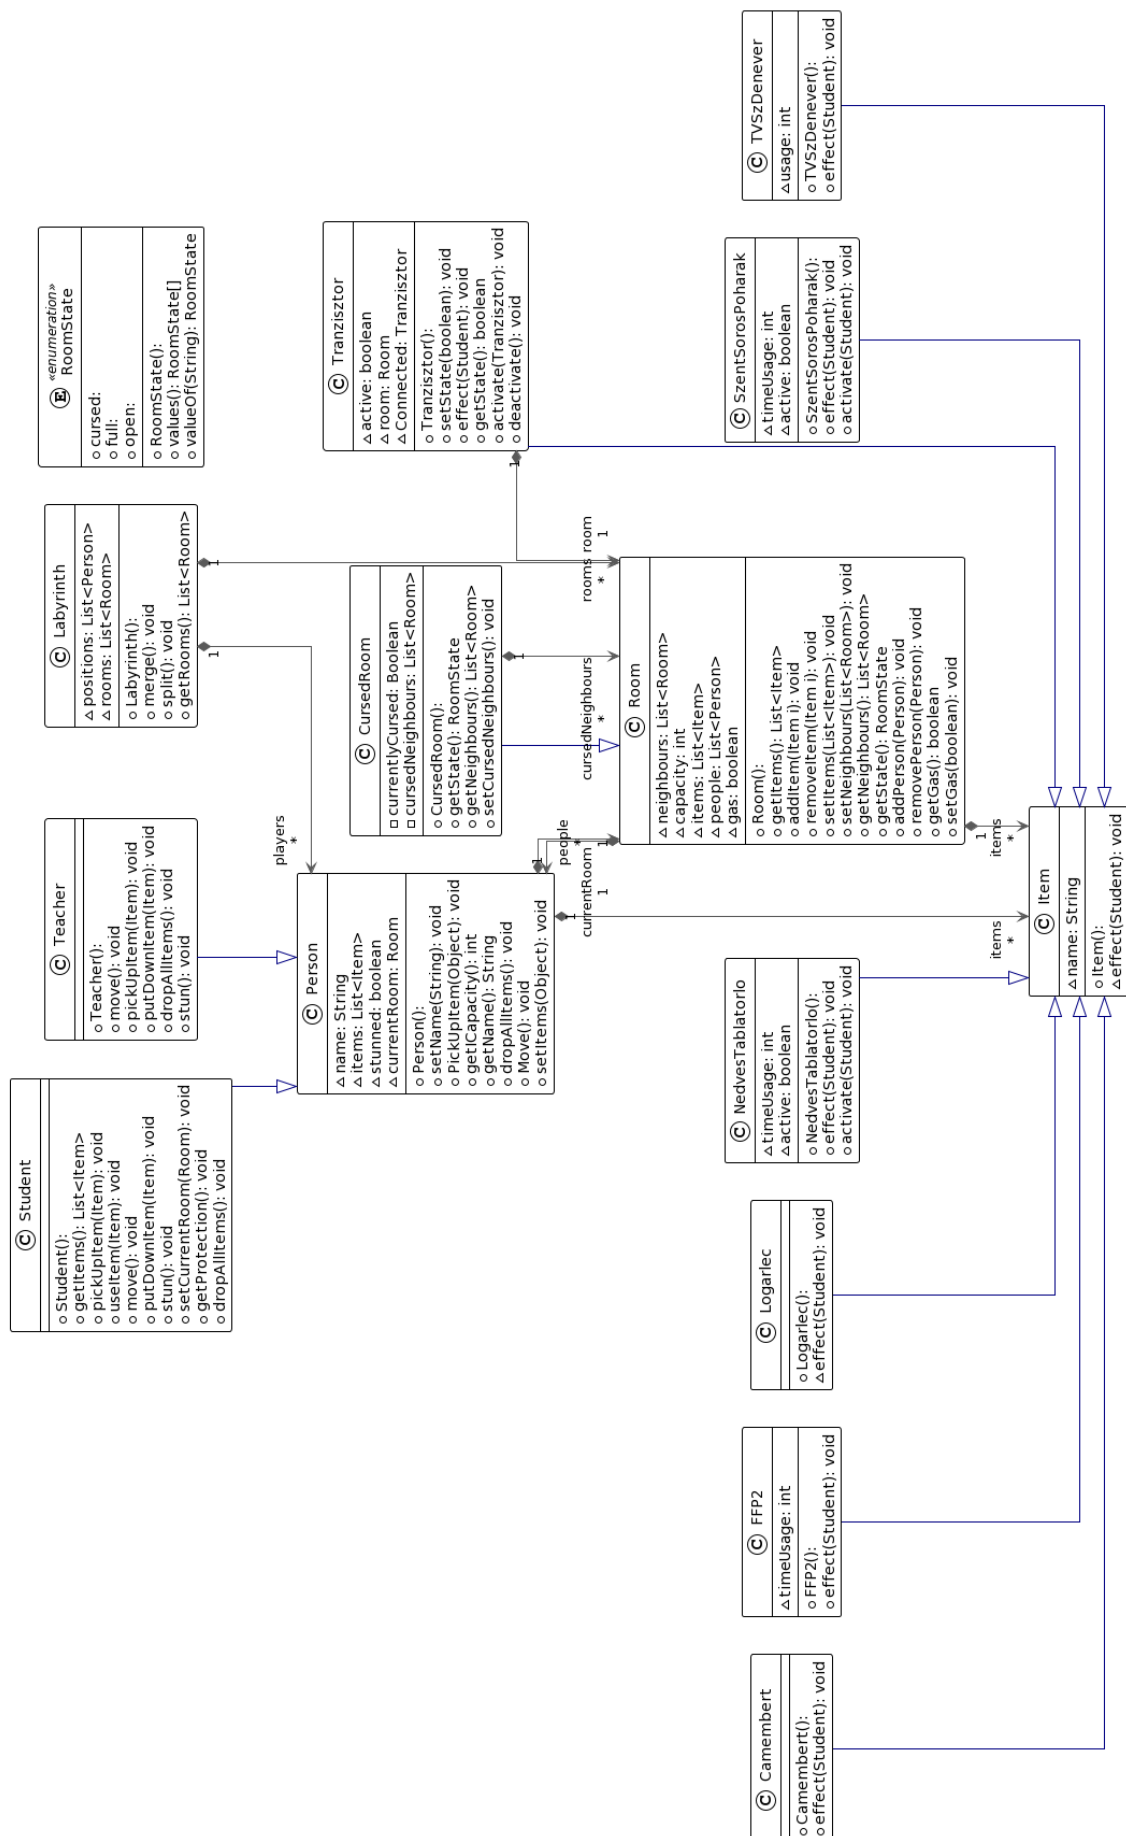 C Student
Student():
getItems(): List<Item>
pickUpItem(Item): void
useItem(Item): void
move(): void
putDownItem(Item): void
stun(): void
setCurrentRoom(Room): void
getProtection(): void
dropAllItems(): void
C Teacher
Teacher():
move(): void
pickUpItem(Item): void
putDownItem(Item): void
dropAllItems(): void
stun(): void
C Labyrinth
positions: List<Person>
rooms: List<Room>
Labyrinth():
merge(): void
split(): void
getRooms(): List<Room>
E «enumeration»
RoomState
cursed:
full:
open:
RoomState():
values(): RoomState[]
valueOf(String): RoomState
1
1
players
*
C Person
name: String
items: List<Item>
stunned: boolean
currentRoom: Room
Person():
setName(String): void
PickUpItem(Object): void
getICapacity(): int
getName(): String
dropAllItems(): void
Move(): void
setItems(Object): void
C CursedRoom
currentlyCursed: Boolean
cursedNeighbours: List<Room>
CursedRoom():
getState(): RoomState
getNeighbours(): List<Room>
setCursedNeighbours(): void
C Tranzisztor
active: boolean
room: Room
Connected: Tranzisztor
Tranzisztor():
setState(boolean): void
effect(Student): void
getState(): boolean
activate(Tranzisztor): void
deactivate(): void
1
1
1
1
1
currentRoom
1
people
*
cursedNeighbours
*
rooms
*
room
1
C Room
neighbours: List<Room>
capacity: int
items: List<Item>
people: List<Person>
gas: boolean
Room():
getItems(): List<Item>
addItem(Item i): void
removeItem(Item i): void
setItems(List<Item>): void
setNeighbours(List<Room>): void
getNeighbours(): List<Room>
getState(): RoomState
addPerson(Person): void
removePerson(Person): void
getGas(): boolean
setGas(boolean): void
C Camembert
Camembert():
effect(Student): void
C FFP2
timeUsage: int
FFP2():
effect(Student): void
C Logarlec
Logarlec():
effect(Student): void
C NedvesTablatorlo
timeUsage: int
active: boolean
NedvesTablatorlo():
effect(Student): void
activate(Student): void
C SzentSorosPoharak
timeUsage: int
active: boolean
SzentSorosPoharak():
effect(Student): void
activate(Student): void
C TVSzDenever
usage: int
TVSzDenever():
effect(Student): void
items
*
1
items
*
C Item
name: String
Item():
effect(Student): void